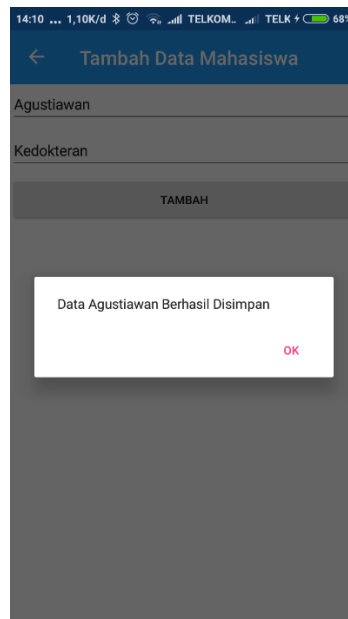 14:10 ... 1,10K/d TELKOM.. TELK 68%
Tambah Data Mahasiswa
Agustiawan
Kedokteran
TAMBAH
Data Agustiawan Berhasil Disimpan
OK